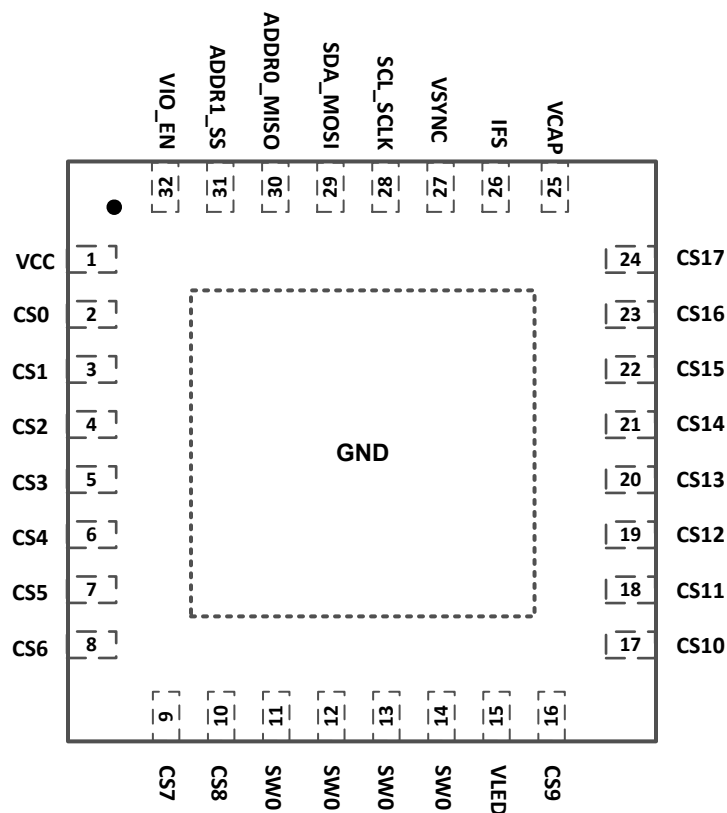 VIO_EN
ADDR1_SS
ADDR0_MISO
SDA_MOSI
SCL_SCLK
VSYNC
IFS
VCAP
32
31
30
29
28
27
26
25
VCC 1
CS0 2
CS1 3
CS2 4
CS3 5
CS4 6
CS5 7
CS6 8
GND
24 CS17
23 CS16
22 CS15
21 CS14
20 CS13
19 CS12
18 CS11
17 CS10
9
10
11
12
13
14
15
16
CS7
CS8
SW0
SW0
SW0
SW0
VLED
CS9